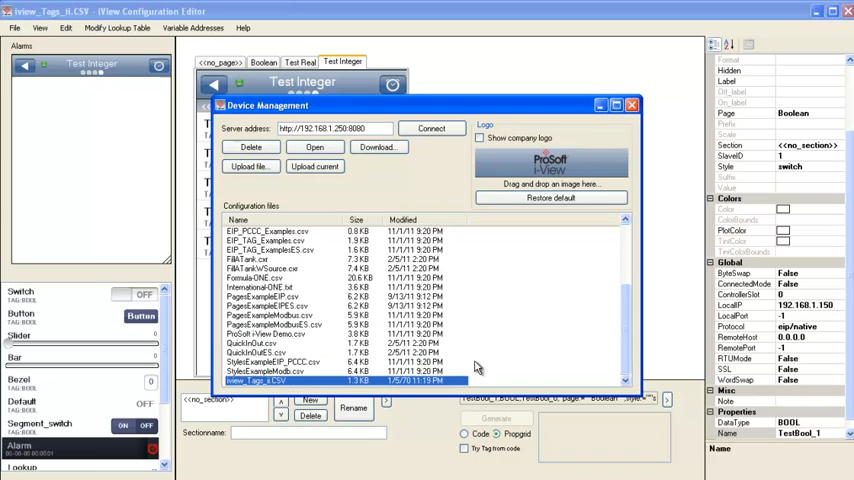 iview_Tags_ii.CSV - iView Configuration Editor
File View Edit Modify Lookup Table Variable Addresses Help
Alarms
Test Integer
<<no_page> Boolean Test Real Test Integer
Test Integer
Device Management
Server address: http://192.168.1.250:8080 Connect
Delete Open Download...
Upload file... Upload current
Logo
Show company logo
ProSoft
i-View
Drag and drop an image here...
Restore default
Configuration files
Name Size Modified
EIP_PCCC_Examples.csv 0.8 KB 11/1/11 9:20 PM
EIP_TAG_Examples.csv 1.9 KB 11/1/11 9:20 PM
EIP_TAG_ExamplesES.csv 1.9 KB 11/1/11 9:20 PM
FillATank.cxr 7.3 KB 2/5/11 2:20 PM
FillATankWSource.cxr 7.4 KB 2/5/11 2:20 PM
Formula-ONE.csv 20.6 KB 11/1/11 9:20 PM
International-ONE.txt 3.6 KB 11/1/11 9:20 PM
PagesExampleEIP.csv 6.2 KB 9/13/11 9:12 PM
PagesExampleEIPES.csv 6.2 KB 9/13/11 9:20 PM
PagesExampleModbus.csv 5.9 KB 11/1/11 9:20 PM
PagesExampleModbusES.csv 5.9 KB 11/1/11 9:20 PM
ProSoft i-View Demo.csv 3.8 KB 11/1/11 9:20 PM
QuickInOut.csv 1.7 KB 2/5/11 2:20 PM
QuickInOutES.csv 1.7 KB 2/5/11 2:20 PM
StylesExampleEIP_PCCC.csv 6.4 KB 11/1/11 9:20 PM
StylesExampleModb.csv 6.4 KB 11/1/11 9:20 PM
iview_Tags_ii.CSV 1.3 KB 1/5/70 11:19 PM
Switch
TAG:BOOL
OFF
Button
TAG:BOOL
Button
Slider
0
Bar
0
Bezel
TAG:BOOL
0
Default
TAG:BOOL
OFF
Segment_switch
TAG:BOOL
ON OFF
Alarm
Lookup
<<no_section>
New
Delete
Rename
Sectionname:
Generate
Code Propgrid
Try Tag from code
Format
Hidden
Label
Off_label
On_label
Page Boolean
Prefix
Scale
Section <<no_section>
SlaveID 1
Style switch
Suffix
Value
Colors
Color
ColorBounds
PlotColor
TintColor
TintColorBounds
Global
ByteSwap False
ConnectedMode False
ControllerSlot 0
LocalIP 192.168.1.150
LocalPort -1
Protocol eip/native
RemoteHost 0.0.0.0
RemotePort -1
RTUMode False
SSL False
WordSwap False
Misc
Note
Properties
DataType BOOL
Name TestBool_1
Name